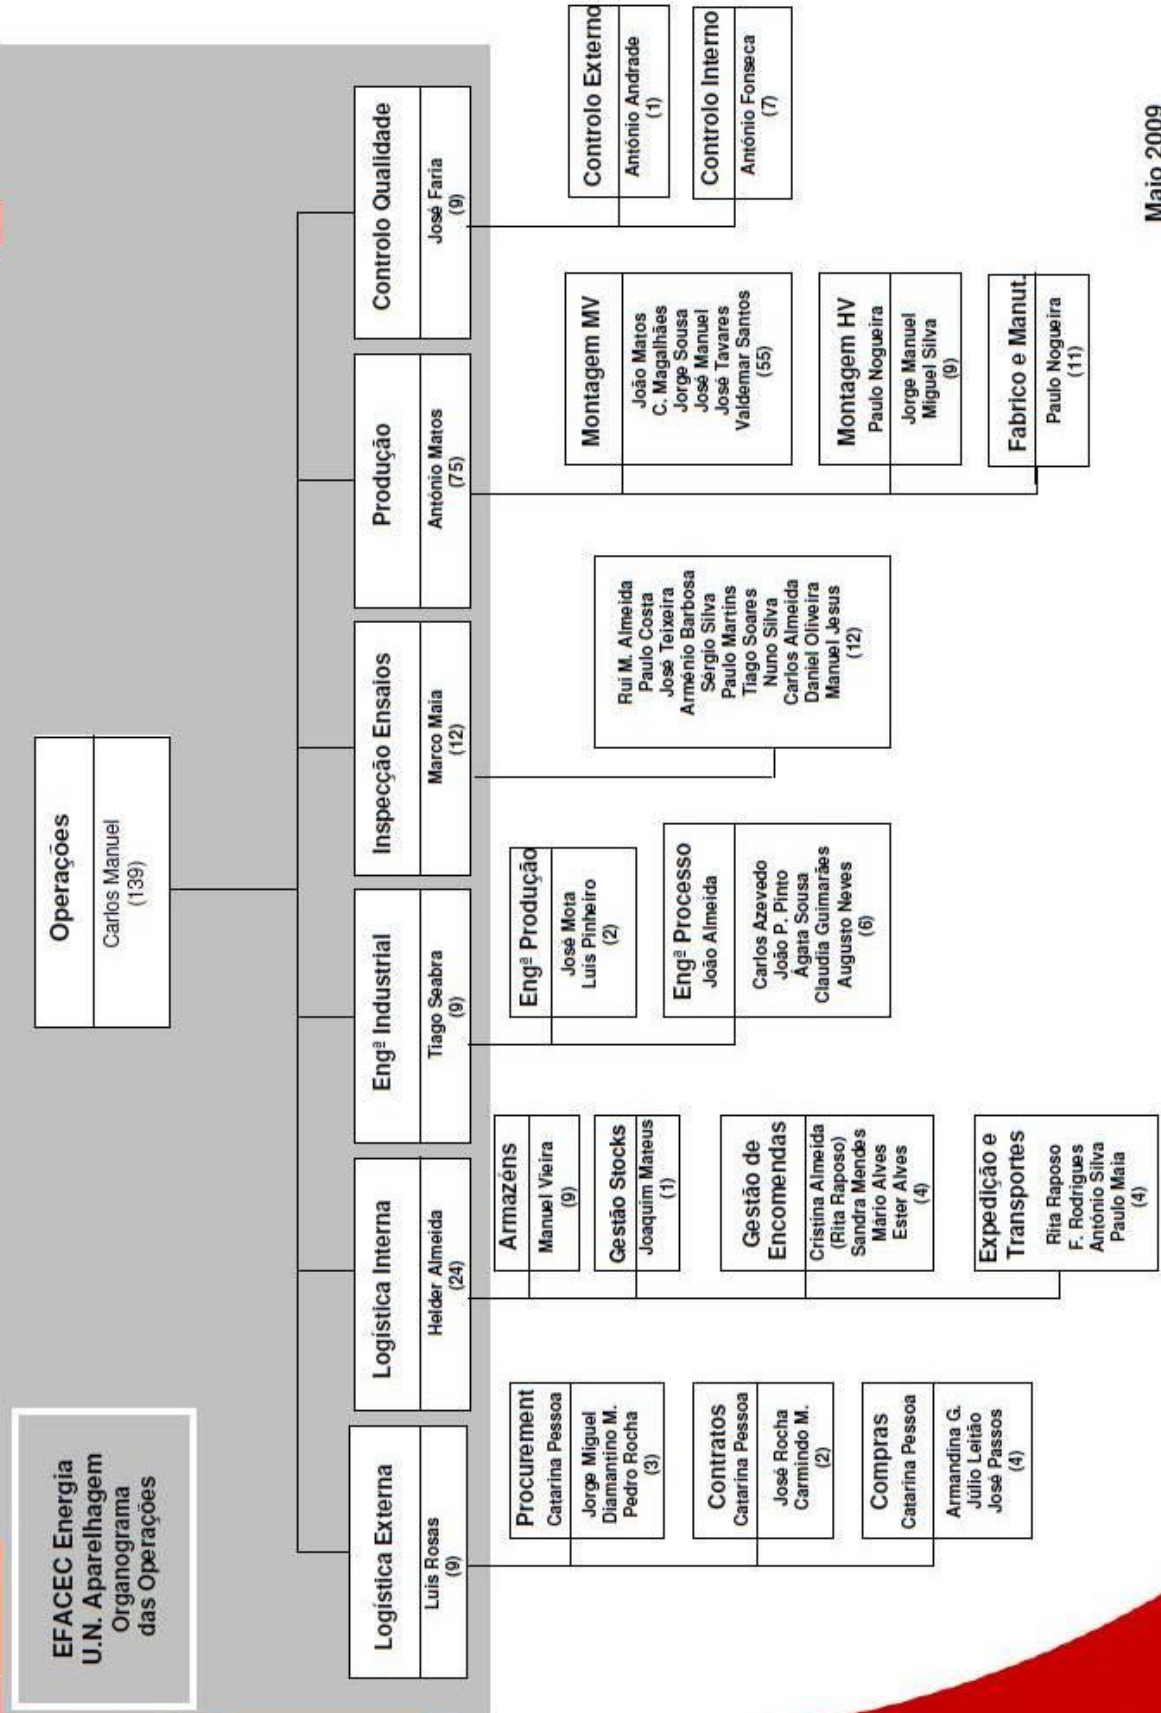 EFACEC Energia
U.N. Aparelhagem
Organograma
das Operações
Operações
Carlos Manuel
(139)
Logística Externa
Luis Rosas
(9)
Logística Interna
Helder Almeida
(24)
Engª Industrial
Tiago Seabra
(9)
Inspecção Ensaios
Marco Maia
(12)
Produção
António Matos
(75)
Controlo Qualidade
José Faria
(9)
Procurement
Catarina Pessoa
Jorge Miguel
Diamantino M.
Pedro Rocha
(3)
Contratos
Catarina Pessoa
José Rocha
Carmindo M.
(2)
Compras
Catarina Pessoa
Armandina G.
Júlio Leitão
José Passos
(4)
Armazéns
Manuel Vieira
(9)
Gestão Stocks
Joaquim Mateus
(1)
Gestão de
Encomendas
Cristina Almeida
(Rita Raposo)
Sandra Mendes
Mário Alves
Ester Alves
(4)
Expedição e
Transportes
Rita Raposo
F. Rodrigues
António Silva
Paulo Maia
(4)
Engª Produção
José Mota
Luis Pinheiro
(2)
Engª Processo
João Almeida
Carlos Azevedo
João P. Pinto
Ágata Sousa
Claudia Guimarães
Augusto Neves
(6)
Rui M. Almeida
Paulo Costa
José Teixeira
Arménio Barbosa
Sérgio Silva
Paulo Martins
Tiago Soares
Nuno Silva
Carlos Almeida
Daniel Oliveira
Manuel Jesus
(12)
Montagem MV
João Matos
C. Magalhães
Jorge Sousa
José Manuel
José Tavares
Valdemar Santos
(55)
Montagem HV
Paulo Nogueira
Jorge Manuel
Miguel Silva
(9)
Fabrico e Manut.
Paulo Nogueira
(11)
Controlo Externo
António Andrade
(1)
Controlo Interno
António Fonseca
(7)
Maio 2009